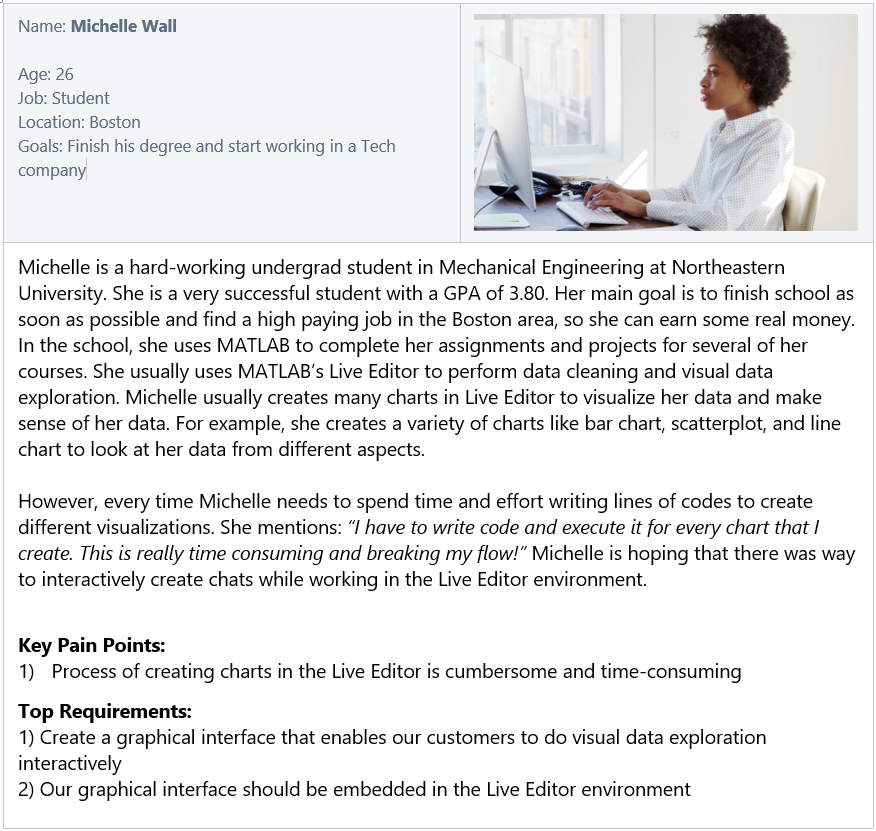 Name: Michelle Wall
Age: 26
Job: Student
Location: Boston
Goals: Finish his degree and start working in a Tech
company
Michelle is a hard-working undergrad student in Mechanical Engineering at Northeastern
University. She is a very successful student with a GPA of 3.80. Her main goal is to finish school as
soon as possible and find a high paying job in the Boston area, so she can earn some real money.
In the school, she uses MATLAB to complete her assignments and projects for several of her
courses. She usually uses MATLAB’s Live Editor to perform data cleaning and visual data
exploration. Michelle usually creates many charts in Live Editor to visualize her data and make
sense of her data. For example, she creates a variety of charts like bar chart, scatterplot, and line
chart to look at her data from different aspects.
However, every time Michelle needs to spend time and effort writing lines of codes to create
different visualizations. She mentions: “I have to write code and execute it for every chart that I
create. This is really time consuming and breaking my flow!” Michelle is hoping that there was way
to interactively create chats while working in the Live Editor environment.
Key Pain Points:
1) Process of creating charts in the Live Editor is cumbersome and time-consuming
Top Requirements:
1) Create a graphical interface that enables our customers to do visual data exploration
interactively
2) Our graphical interface should be embedded in the Live Editor environment